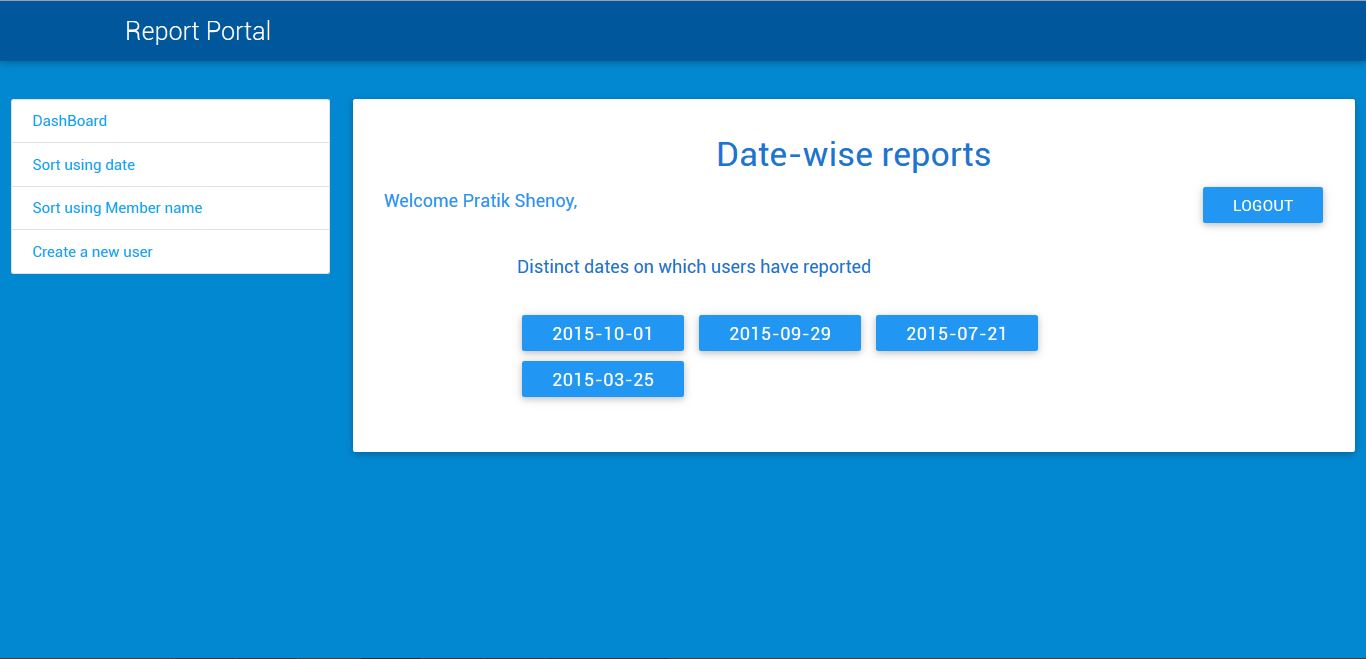 Report Portal
DashBoard
Sort using date
Sort using Member name
Create a new user
Date-wise reports
Welcome Pratik Shenoy,
LOGOUT
Distinct dates on which users have reported
2015-10-01 2015-09-29 2015-07-21
2015-03-25